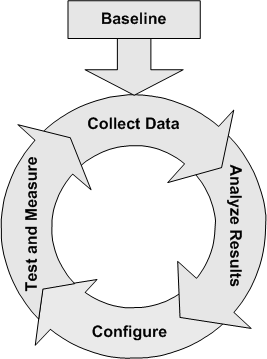 Baseline
Collect Data
Analyze Results
Configure
Test and Measure